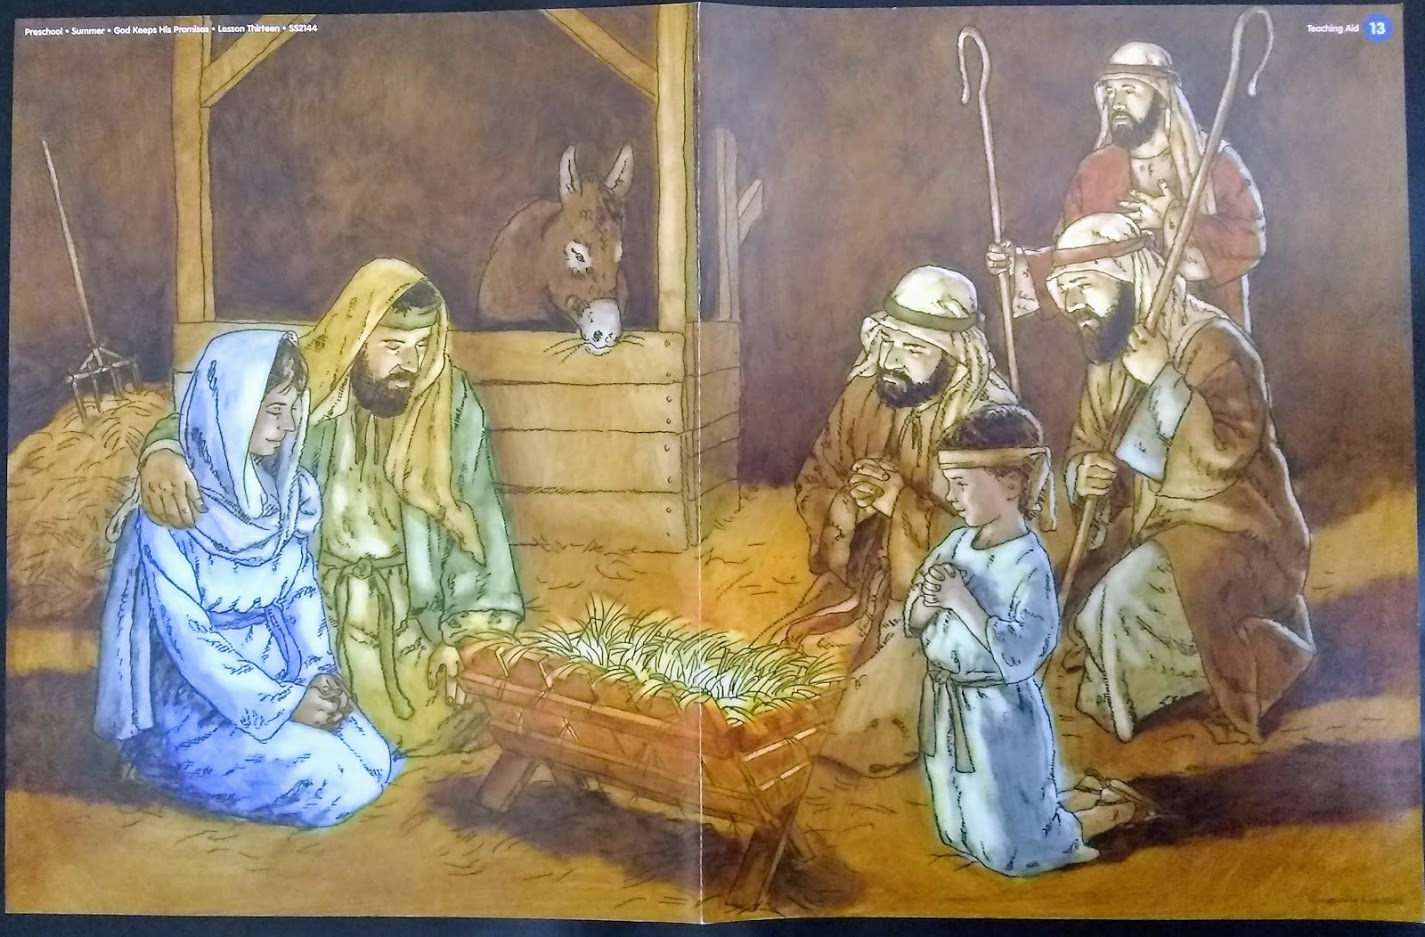 Preschool • Summer • God Keeps His Promises • Lesson Thirteen • SS2144
Teaching Aid 13